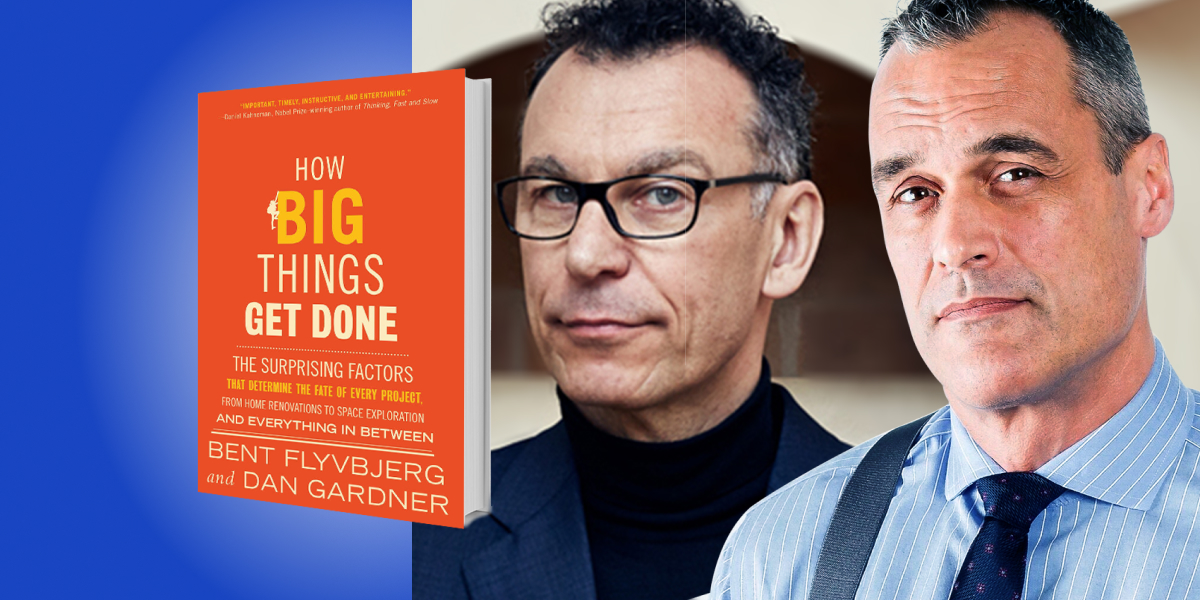 "IMPORTANT, TIMELY, INSTRUCTIVE, AND ENTERTAINING."
—Daniel Kahneman, Nobel Prize-winning author of Thinking, Fast and Slow
HOW
BIG
THINGS
GET DONE
THE SURPRISING FACTORS
THAT DETERMINE THE FATE OF EVERY PROJECT,
FROM HOME RENOVATIONS TO SPACE EXPLORATION
AND EVERYTHING IN BETWEEN
BENT FLYVBJERG
and DAN GARDNER